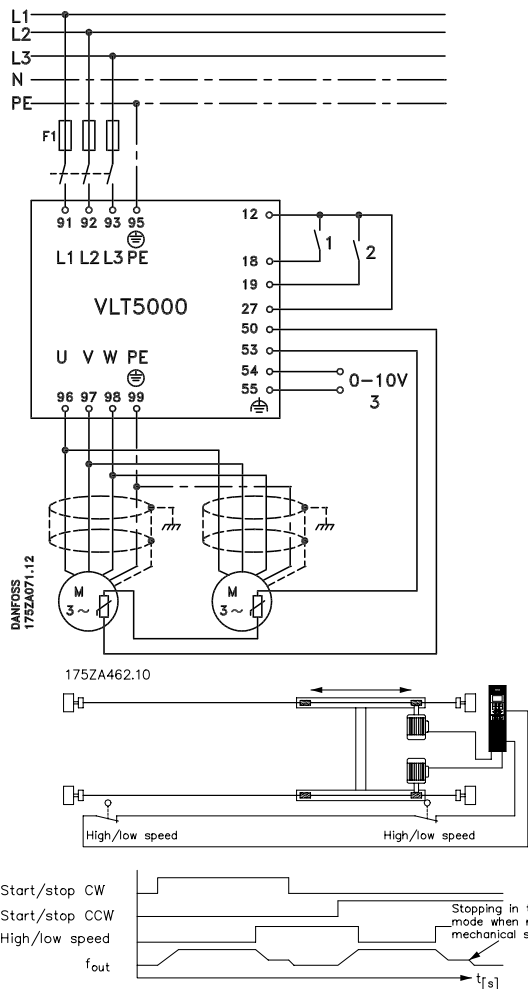 L1
L2
L3
N
PE
F1
91 92 93 95
12
L1 L2 L3 PE
1
2
18
19
VLT5000
27
50
53
U V W PE
54
0-10V
55
3
96 97 98 99
M
3~
M
3~
DANFOSS
175ZA071.12
175ZA462.10
High/low speed
High/low speed
Start/stop CW
Start/stop CCW
High/low speed
fout
Stopping in
mode when
mechanical
t[s]